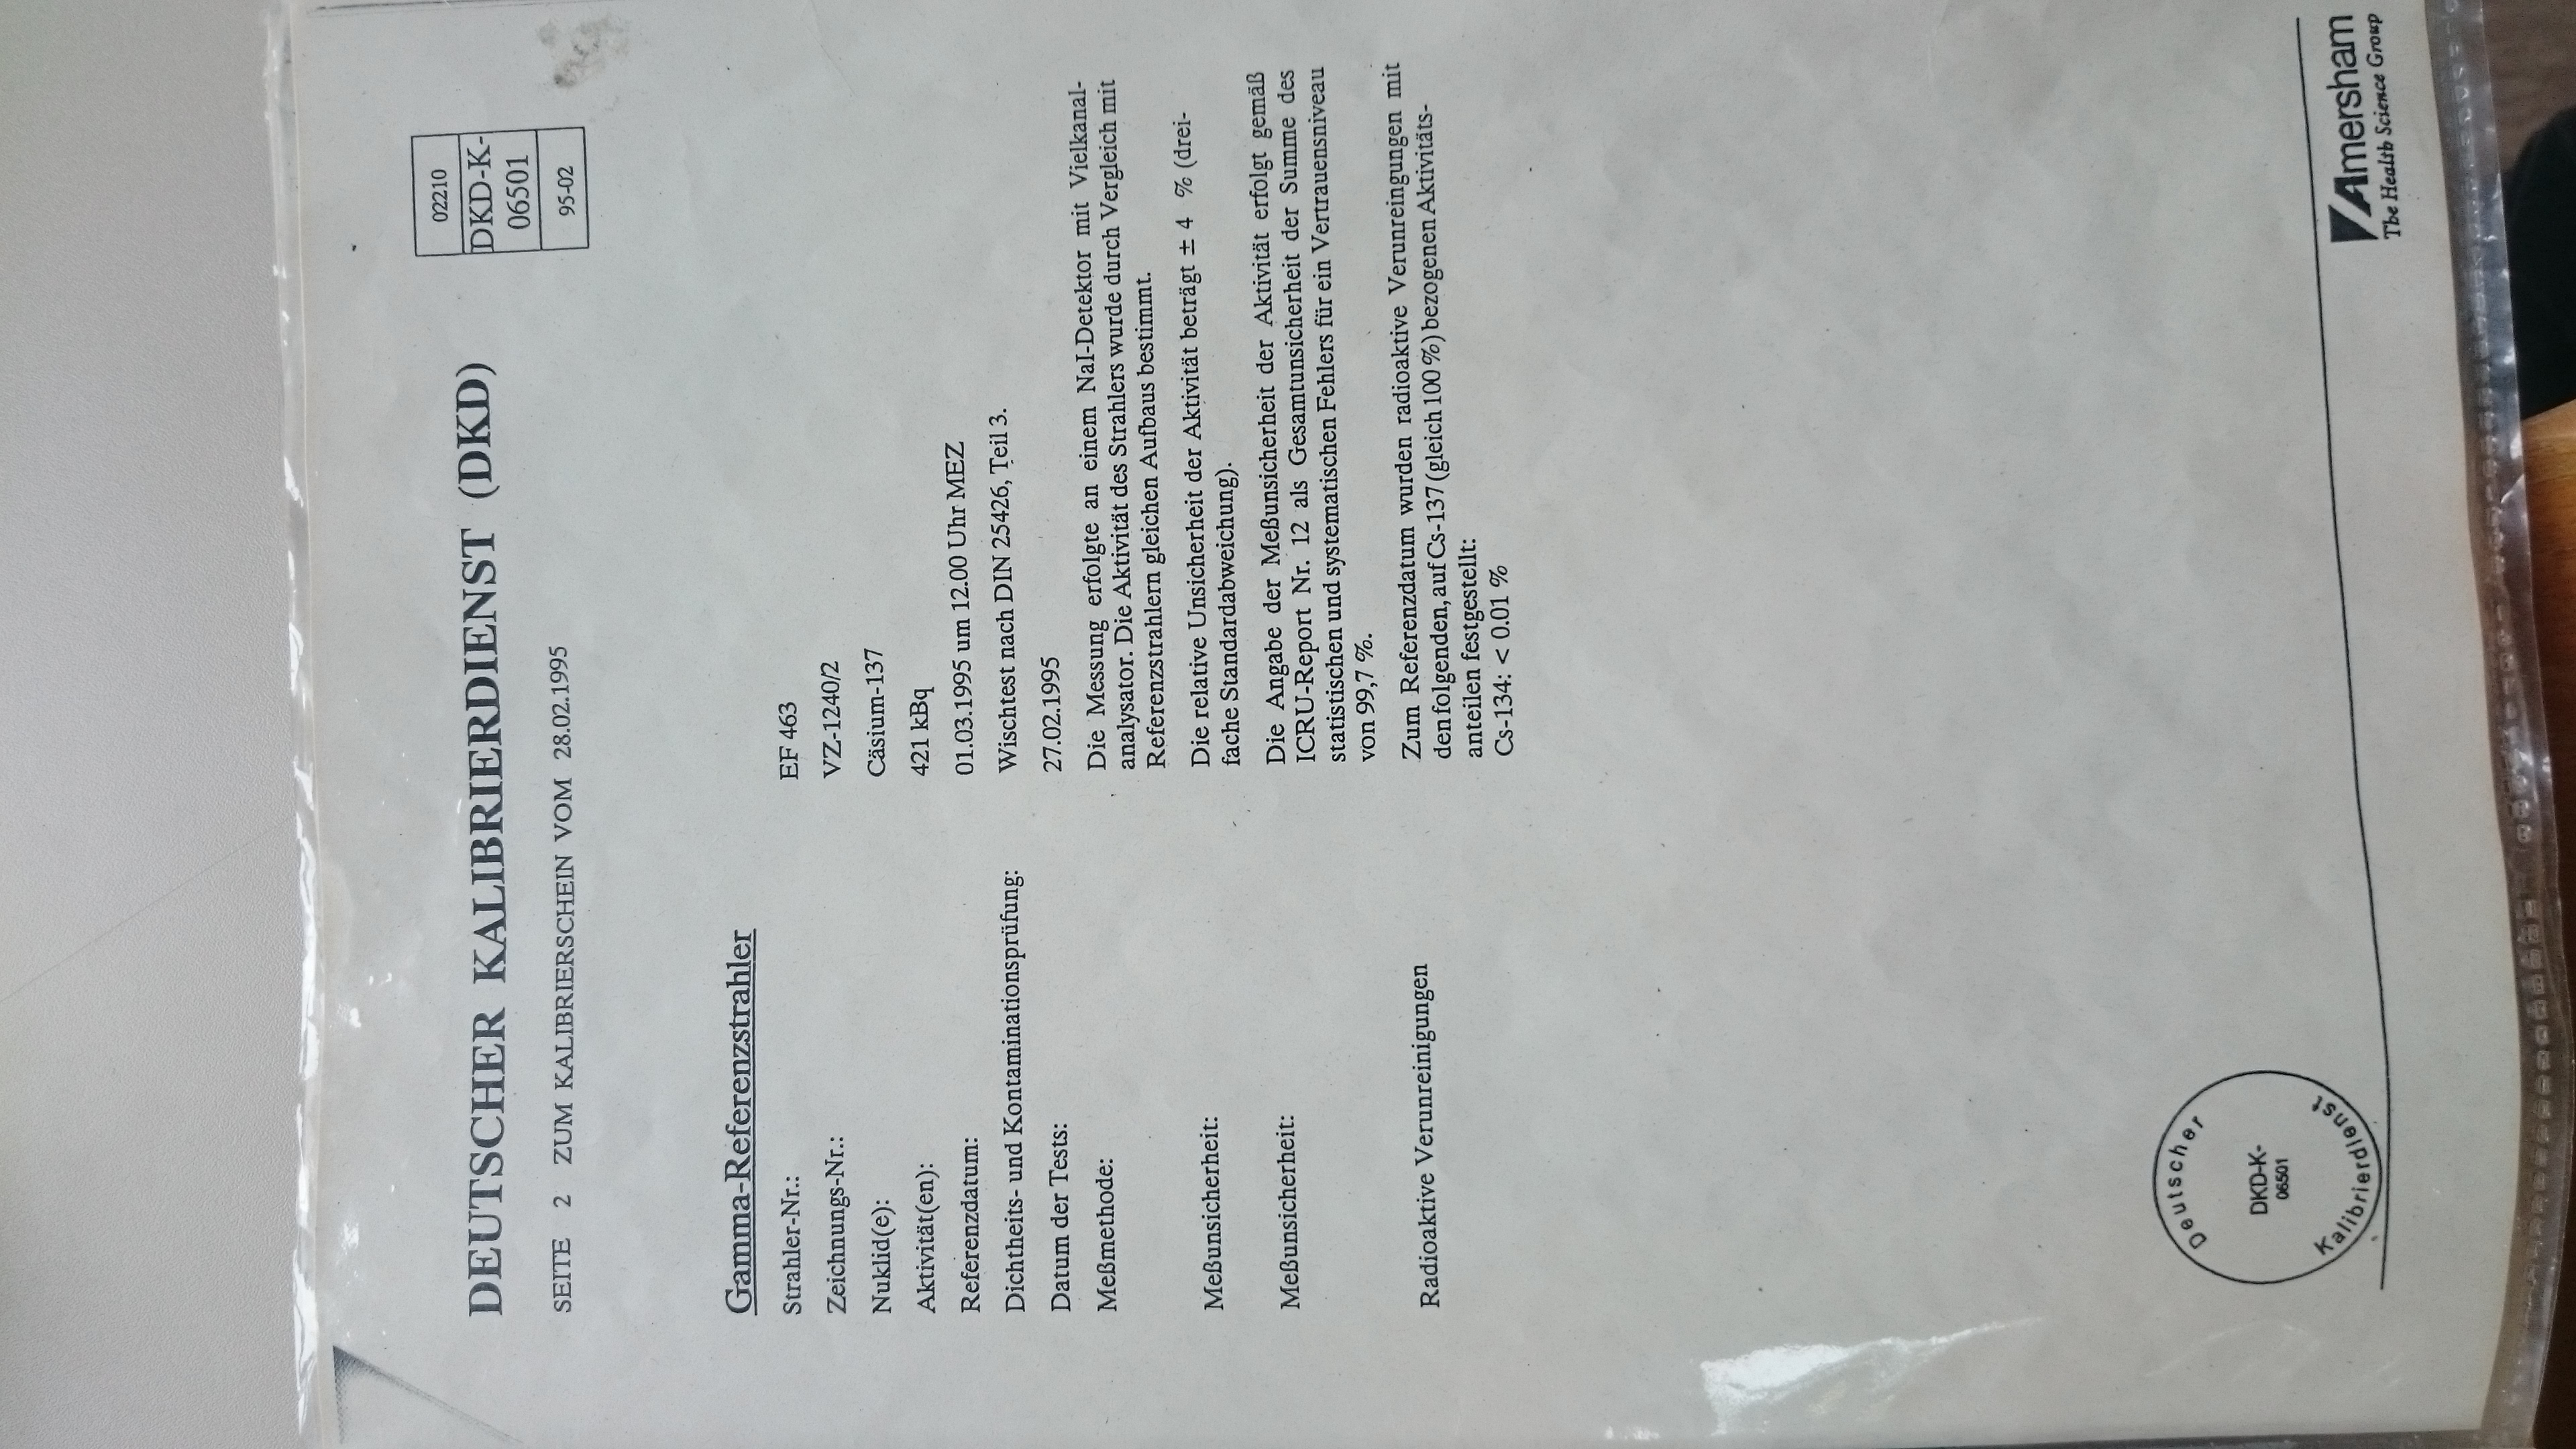 02210
DKD-K-
06501
95-02
DEUTSCHER KALIBRIERDIENST (DKD)
SEITE 2 ZUM KALIBRIERSCHEIN VOM 28.02.1995
Gamma-Referenzstrahler
Strahler-Nr.: EF 463
Zeichnungs-Nr.: VZ-1240/2
Nuklid(e): Cäsium-137
Aktivität(en): 421 kBq
Referenzdatum: 01.03.1995 um 12.00 Uhr MEZ
Dichtheits- und Kontaminationsprüfung: Wischtest nach DIN 25426, Teil 3.
Datum der Tests: 27.02.1995
Meßmethode: Die Messung erfolgte an einem NaI-Detektor mit Vielkanal-
analysator. Die Aktivität des Strahlers wurde durch Vergleich mit
Referenzstrahlern gleichen Aufbaus bestimmt.
Meßunsicherheit: Die relative Unsicherheit der Aktivität beträgt ± 4 % (drei-
fache Standardabweichung).
Meßunsicherheit: Die Angabe der Meßunsicherheit der Aktivität erfolgt gemäß
ICRU-Report Nr. 12 als Gesamtunsicherheit der Summe des
statistischen und systematischen Fehlers für ein Vertrauensniveau
von 99,7 %.
Radioaktive Verunreinigungen Zum Referenzdatum wurden radioaktive Verunreingungen mit
den folgenden, auf Cs-137 (gleich 100 %) bezogenen Aktivitäts-
anteilen festgestellt:
Cs-134: < 0.01 %
Deutscher
DKD-K-
06501
Kalibrierdienst
Amersham
The Health Science Group